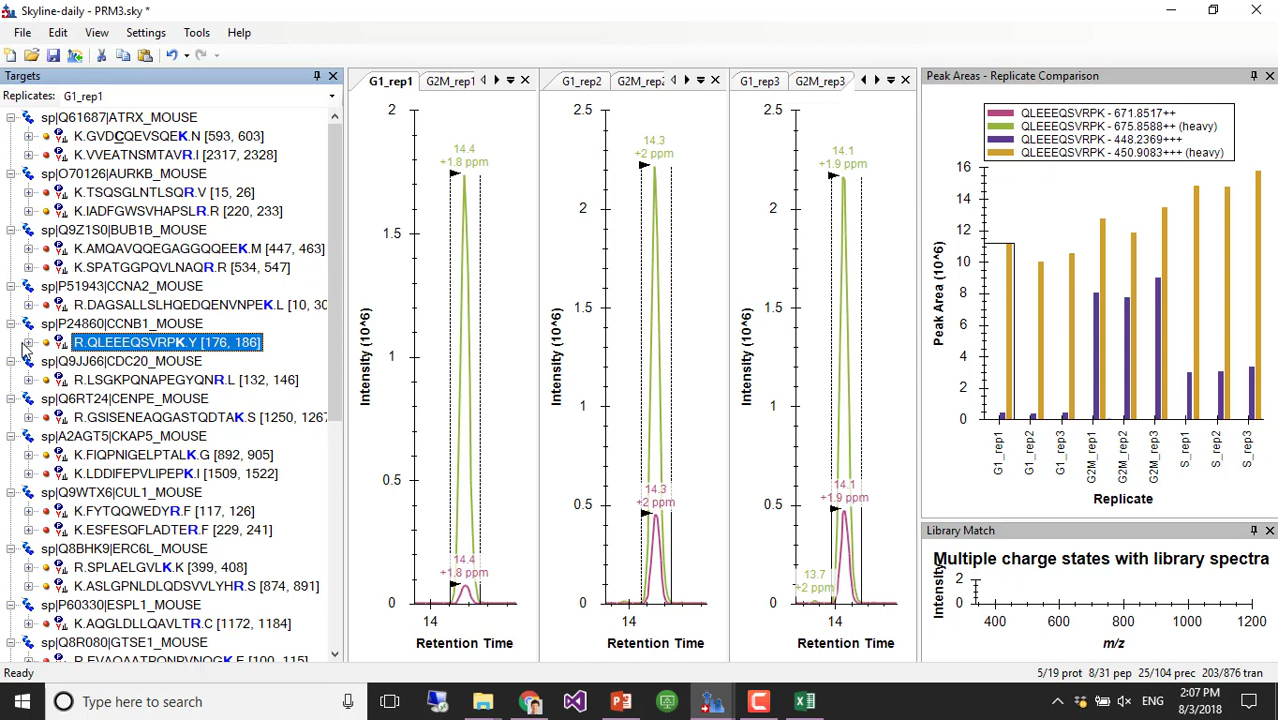 Skyline-daily - PRM3.sky *
File Edit View Settings Tools Help
Targets
Replicates: G1_rep1
sp|Q61687|ATRX_MOUSE
K.GVDCQEVSQEK.N [593, 603]
K.VVEATNSMTAVR.I [2317, 2328]
sp|O70126|AURKB_MOUSE
K.TSQSGLNTLSQR.V [15, 26]
K.IADFGWSVHAPSLR.R [220, 233]
sp|Q9Z1S0|BUB1B_MOUSE
K.AMQAVQQEGAGGQQEEK.M [447, 463]
K.SPATGGPQVLNAQR.R [534, 547]
sp|P51943|CCNA2_MOUSE
R.DAGSALLSLHQEDQENVNPEK.L [10, 30
sp|P24860|CCNB1_MOUSE
R.QLEEEQSVRPK.Y [176, 186]
sp|Q9JJ66|CDC20_MOUSE
R.LSGKPQNAPEGYQNR.L [132, 146]
sp|Q6RT24|CENPE_MOUSE
R.GSISENEAQGASTQDTAK.S [1250, 1267
sp|A2AGT5|CKAP5_MOUSE
K.FIQPNIGELPTALK.G [892, 905]
K.LDDIFEPVLIPEPK.I [1509, 1522]
sp|Q9WTX6|CUL1_MOUSE
K.FYTQQWEDYR.F [117, 126]
K.ESFESQFLADTER.F [229, 241]
sp|Q8BHK9|ERC6L_MOUSE
R.SPLAELGVLK.K [399, 408]
K.ASLGPNLDLQDSVVLYHR.S [874, 891]
sp|P60330|ESPL1_MOUSE
K.AQGLDLLQAVLTR.C [1172, 1184]
sp|Q8R080|GTSE1_MOUSE
G1_rep1 G2M_rep1
Intensity (10^6)
2
1.5
1
0.5
0
14.4
+1.8 ppm
14.4
+1.8 ppm
14
Retention Time
G1_rep2 G2M_rep2
Intensity (10^6)
2.5
2
1.5
1
0.5
0
14.3
+2 ppm
14.3
+2 ppm
14
Retention Time
G1_rep3 G2M_rep3
Intensity (10^6)
2.5
2
1.5
1
0.5
0
14.1
+1.9 ppm
14.1
+1.9 ppm
13.7
+2 ppm
14
Retention Time
Peak Areas - Replicate Comparison
QLEEEQSVRPK - 671.8517++
QLEEEQSVRPK - 675.8588++ (heavy)
QLEEEQSVRPK - 448.2369+++
QLEEEQSVRPK - 450.9083+++ (heavy)
Peak Area (10^6)
16
14
12
10
8
6
4
2
0
G1_rep1
G1_rep2
G1_rep3
G2M_rep1
G2M_rep2
G2M_rep3
S_rep1
S_rep2
S_rep3
Replicate
Library Match
Multiple charge states with library spectra
Intensity
2
0
400 600 800 1000 1200
m/z
Ready
5/19 prot 8/31 pep 25/104 prec 203/876 tran
Type here to search
ENG
2:07 PM
8/3/2018